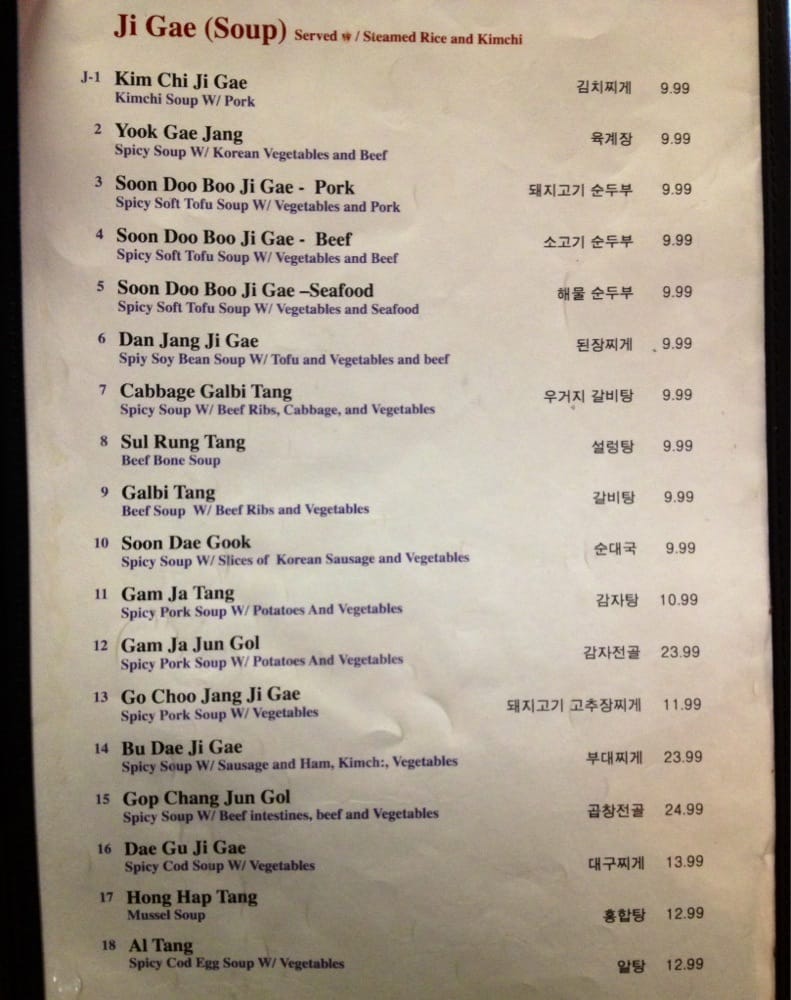 Ji Gae (Soup) Served w / Steamed Rice and Kimchi
J-1 Kim Chi Ji Gae 김치찌게 9.99
Kimchi Soup W/ Pork
2 Yook Gae Jang 육계장 9.99
Spicy Soup W/ Korean Vegetables and Beef
3 Soon Doo Boo Ji Gae - Pork 돼지고기 순두부 9.99
Spicy Soft Tofu Soup W/ Vegetables and Pork
4 Soon Doo Boo Ji Gae - Beef 소고기 순두부 9.99
Spicy Soft Tofu Soup W/ Vegetables and Beef
5 Soon Doo Boo Ji Gae –Seafood 해물 순두부 9.99
Spicy Soft Tofu Soup W/ Vegetables and Seafood
6 Dan Jang Ji Gae 된장찌게 9.99
Spiy Soy Bean Soup W/ Tofu and Vegetables and beef
7 Cabbage Galbi Tang 우거지 갈비탕 9.99
Spicy Soup W/ Beef Ribs, Cabbage, and Vegetables
8 Sul Rung Tang 설렁탕 9.99
Beef Bone Soup
9 Galbi Tang 갈비탕 9.99
Beef Soup W/ Beef Ribs and Vegetables
10 Soon Dae Gook 순대국 9.99
Spicy Soup W/ Slices of Korean Sausage and Vegetables
11 Gam Ja Tang 감자탕 10.99
Spicy Pork Soup W/ Potatoes And Vegetables
12 Gam Ja Jun Gol 감자전골 23.99
Spicy Pork Soup W/ Potatoes And Vegetables
13 Go Choo Jang Ji Gae 돼지고기 고추장찌게 11.99
Spicy Pork Soup W/ Vegetables
14 Bu Dae Ji Gae 부대찌게 23.99
Spicy Soup W/ Sausage and Ham, Kimch:, Vegetables
15 Gop Chang Jun Gol 곱창전골 24.99
Spicy Soup W/ Beef intestines, beef and Vegetables
16 Dae Gu Ji Gae 대구찌게 13.99
Spicy Cod Soup W/ Vegetables
17 Hong Hap Tang 홍합탕 12.99
Mussel Soup
18 Al Tang 알탕 12.99
Spicy Cod Egg Soup W/ Vegetables